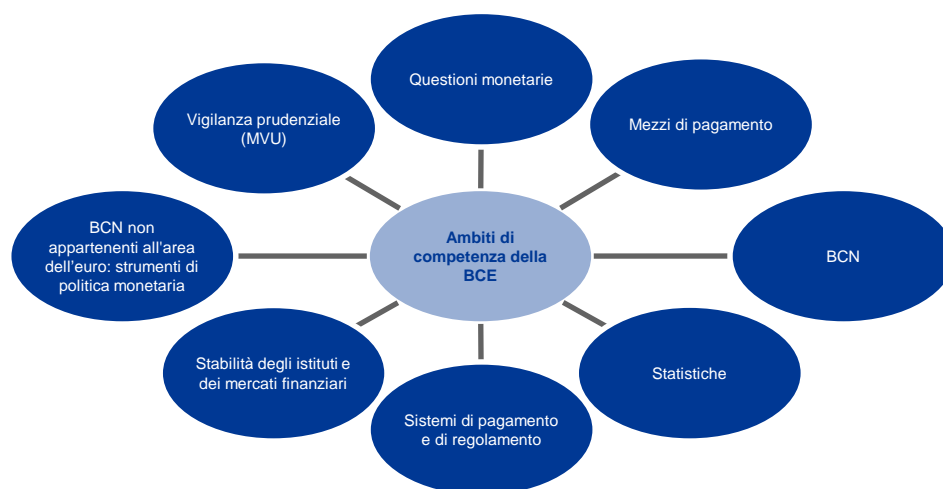 Questioni monetarie
Vigilanza prudenziale
(MVU)
Mezzi di pagamento
BCN non
appartenenti all'area
dell'euro: strumenti di
politica monetaria
Ambiti di
competenza della
BCE
BCN
Stabilità degli istituti e
dei mercati finanziari
Statistiche
Sistemi di pagamento
e di regolamento